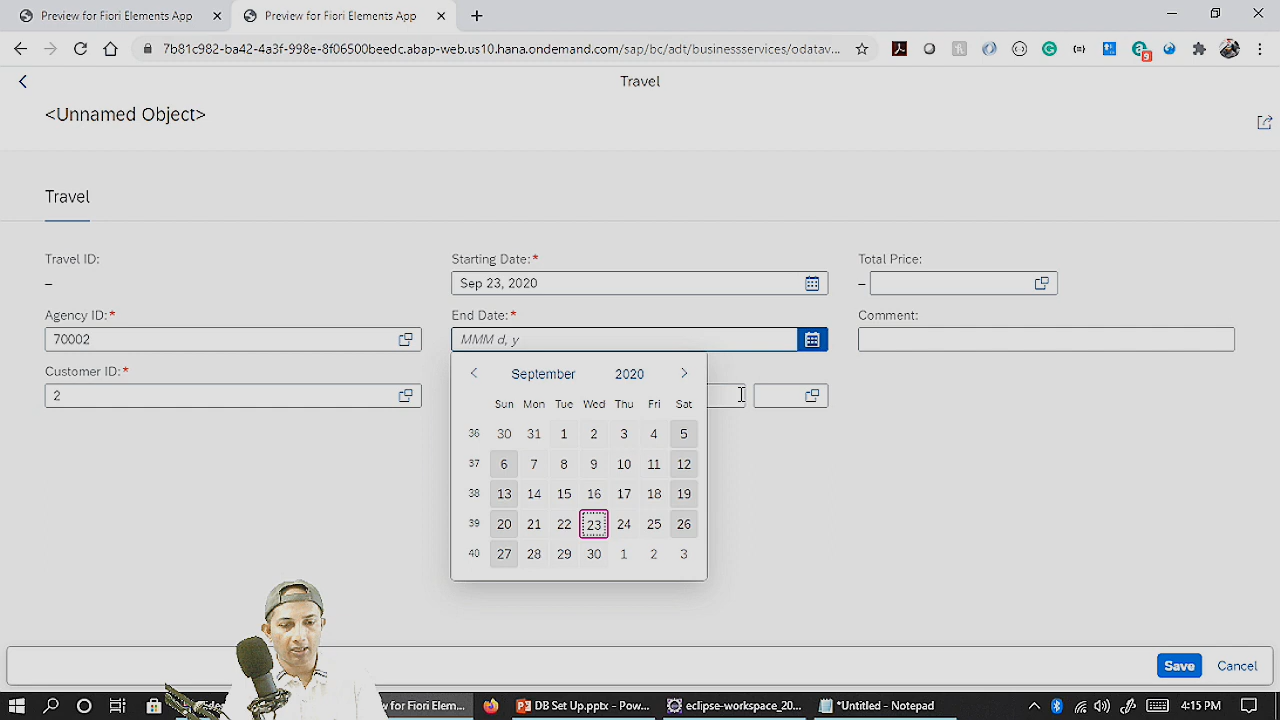 Preview for Fiori Elements App
Preview for Fiori Elements App
7b81c982-ba42-4a3f-998e-8f06500beedc.abap-web.us10.hana.ondemand.com/sap/bc/adt/businessservices/odatav...
9
Travel
<Unnamed Object>
Travel
Travel ID:
–
Starting Date:*
Sep 23, 2020
Total Price:
–
Agency ID:*
70002
End Date:*
MMM d, y
Comment:
Customer ID:*
2
September 2020
Sun Mon Tue Wed Thu Fri Sat
36 30 31 1 2 3 4 5
37 6 7 8 9 10 11 12
38 13 14 15 16 17 18 19
39 20 21 22 23 24 25 26
40 27 28 29 30 1 2 3
Save Cancel
ew for Fiori Elem... DB Set Up.pptx - Pow... eclipse-workspace_20... *Untitled - Notepad 4:15 PM